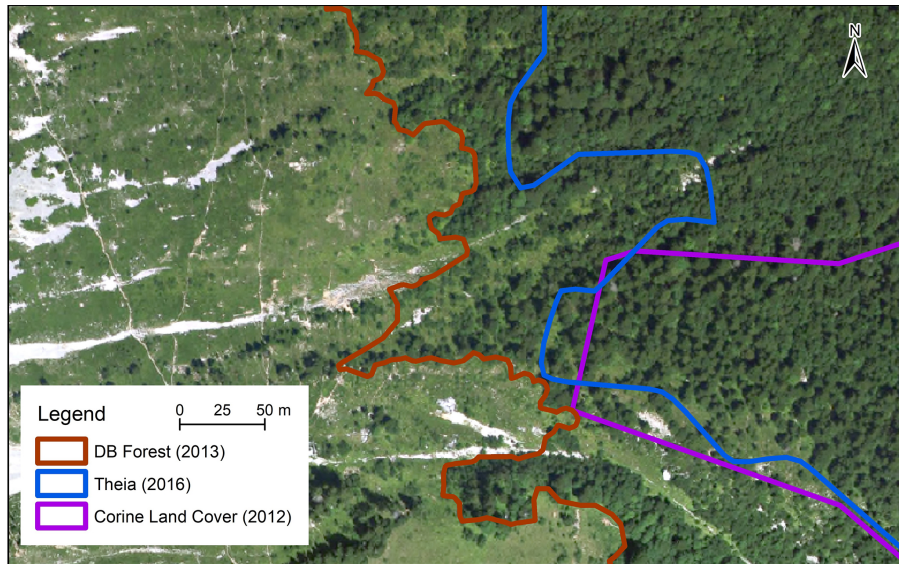 N
Legend
0 25 50 m
DB Forest (2013)
Theia (2016)
Corine Land Cover (2012)